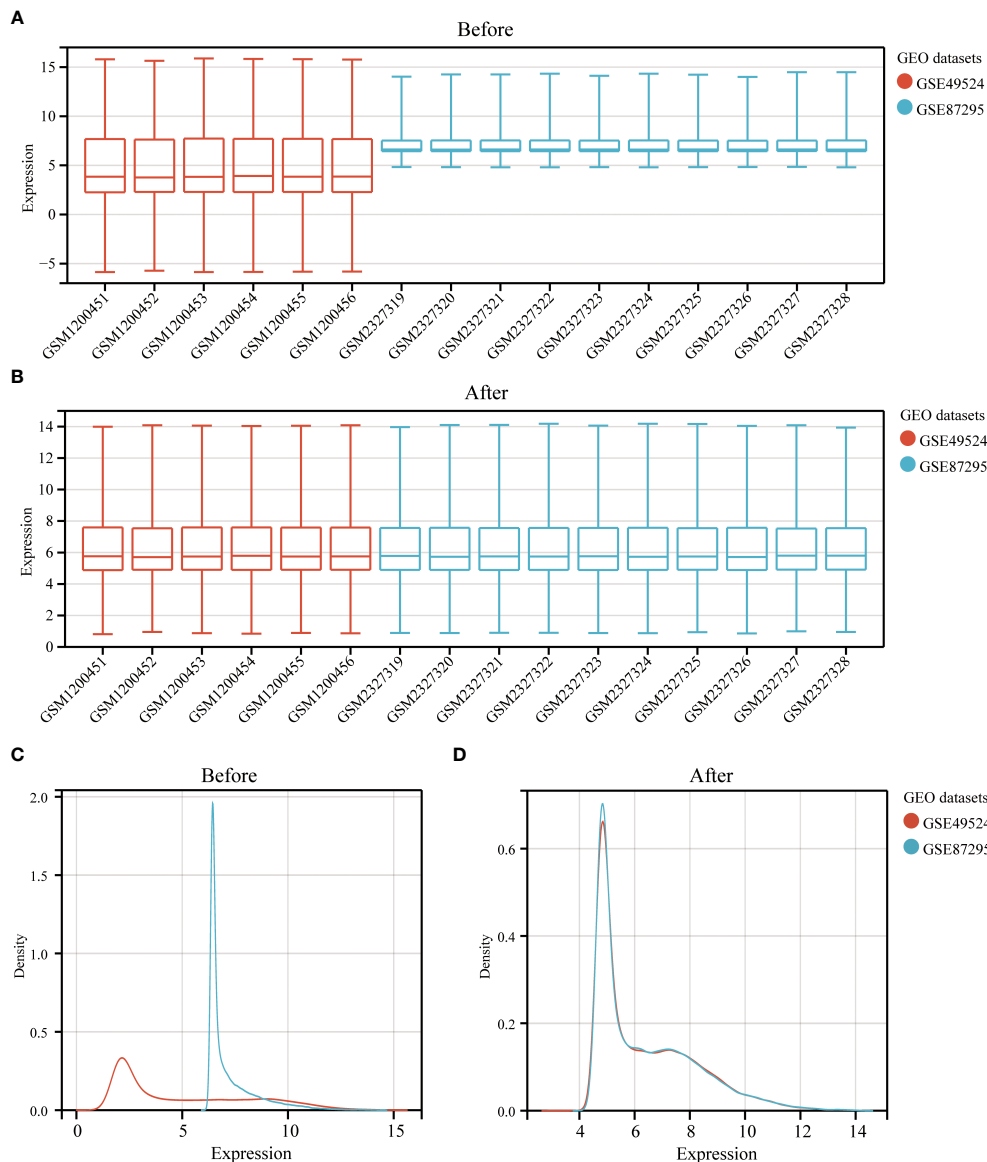 A
Before
GEO datasets
GSE49524
GSE87295
Expression
15
10
5
0
−5
GSM1200451
GSM1200452
GSM1200453
GSM1200454
GSM1200455
GSM1200456
GSM2327319
GSM2327320
GSM2327321
GSM2327322
GSM2327323
GSM2327324
GSM2327325
GSM2327326
GSM2327327
GSM2327328
B
After
GEO datasets
GSE49524
GSE87295
Expression
14
12
10
8
6
4
2
0
GSM1200451
GSM1200452
GSM1200453
GSM1200454
GSM1200455
GSM1200456
GSM2327319
GSM2327320
GSM2327321
GSM2327322
GSM2327323
GSM2327324
GSM2327325
GSM2327326
GSM2327327
GSM2327328
C
Before
Density
2.0
1.5
1.0
0.5
0.0
0 5 10 15
Expression
D
After
GEO datasets
GSE49524
GSE87295
Density
0.6
0.4
0.2
0.0
4 6 8 10 12 14
Expression